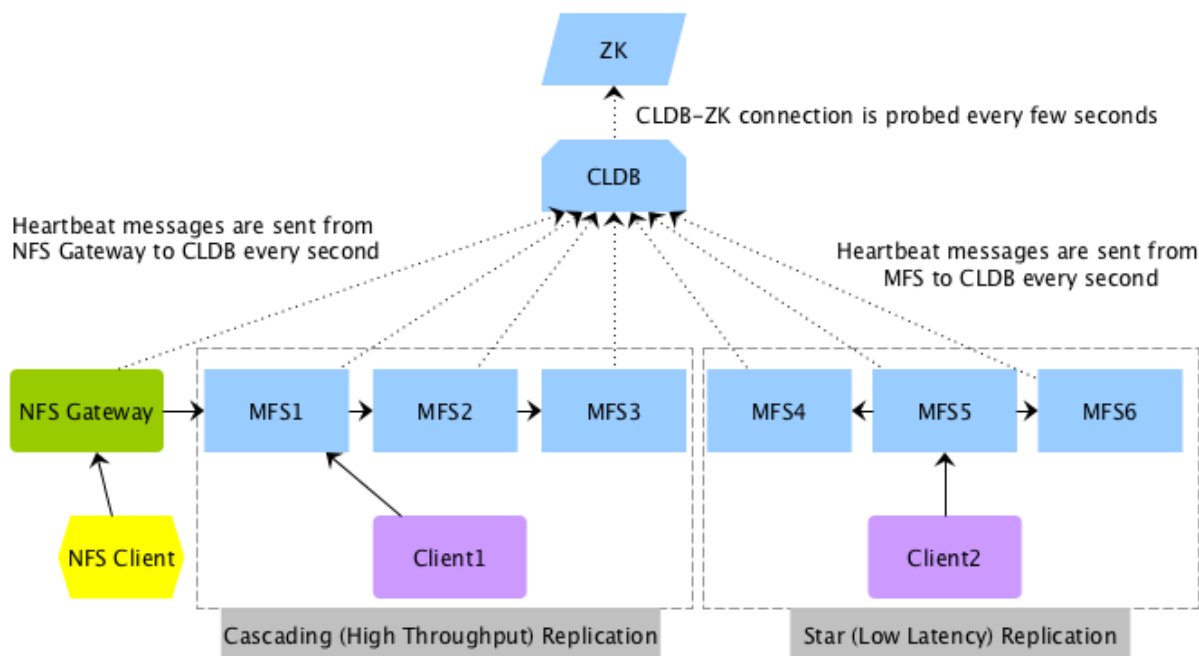 ZK
CLDB-ZK connection is probed every few seconds
CLDB
Heartbeat messages are sent from
NFS Gateway to CLDB every second
Heartbeat messages are sent from
MFS to CLDB every second
NFS Gateway
MFS1
MFS2
MFS3
MFS4
MFS5
MFS6
NFS Client
Client1
Client2
Cascading (High Throughput) Replication
Star (Low Latency) Replication